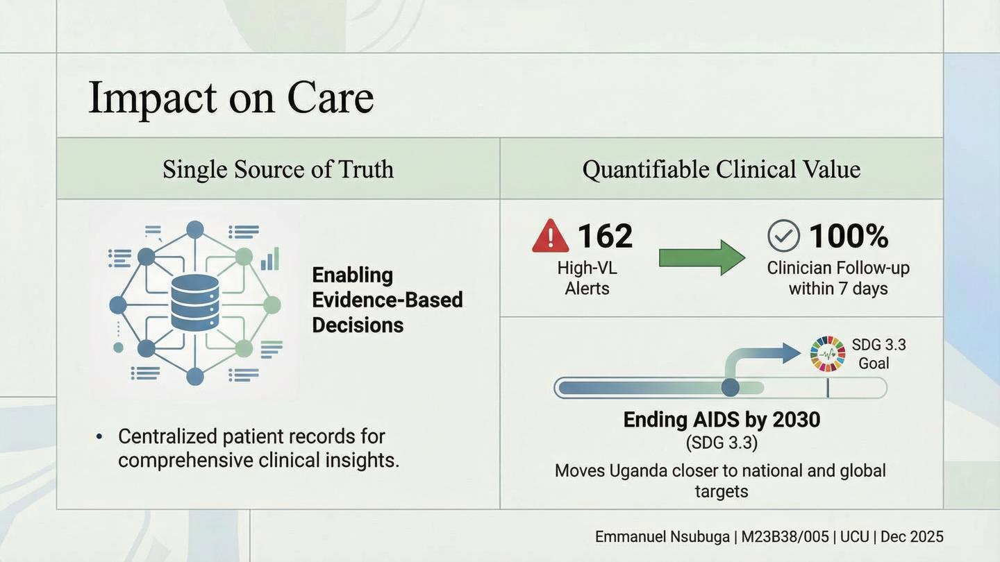 Impact on Care
Single Source of Truth
Enabling
Evidence-Based
Decisions
• Centralized patient records for
comprehensive clinical insights.
Quantifiable Clinical Value
162
High-VL
Alerts
100%
Clinician Follow-up
within 7 days
SDG 3.3
Goal
Ending AIDS by 2030
(SDG 3.3)
Moves Uganda closer to national and global
targets
Emmanuel Nsubuga | M23B38/005 | UCU | Dec 2025